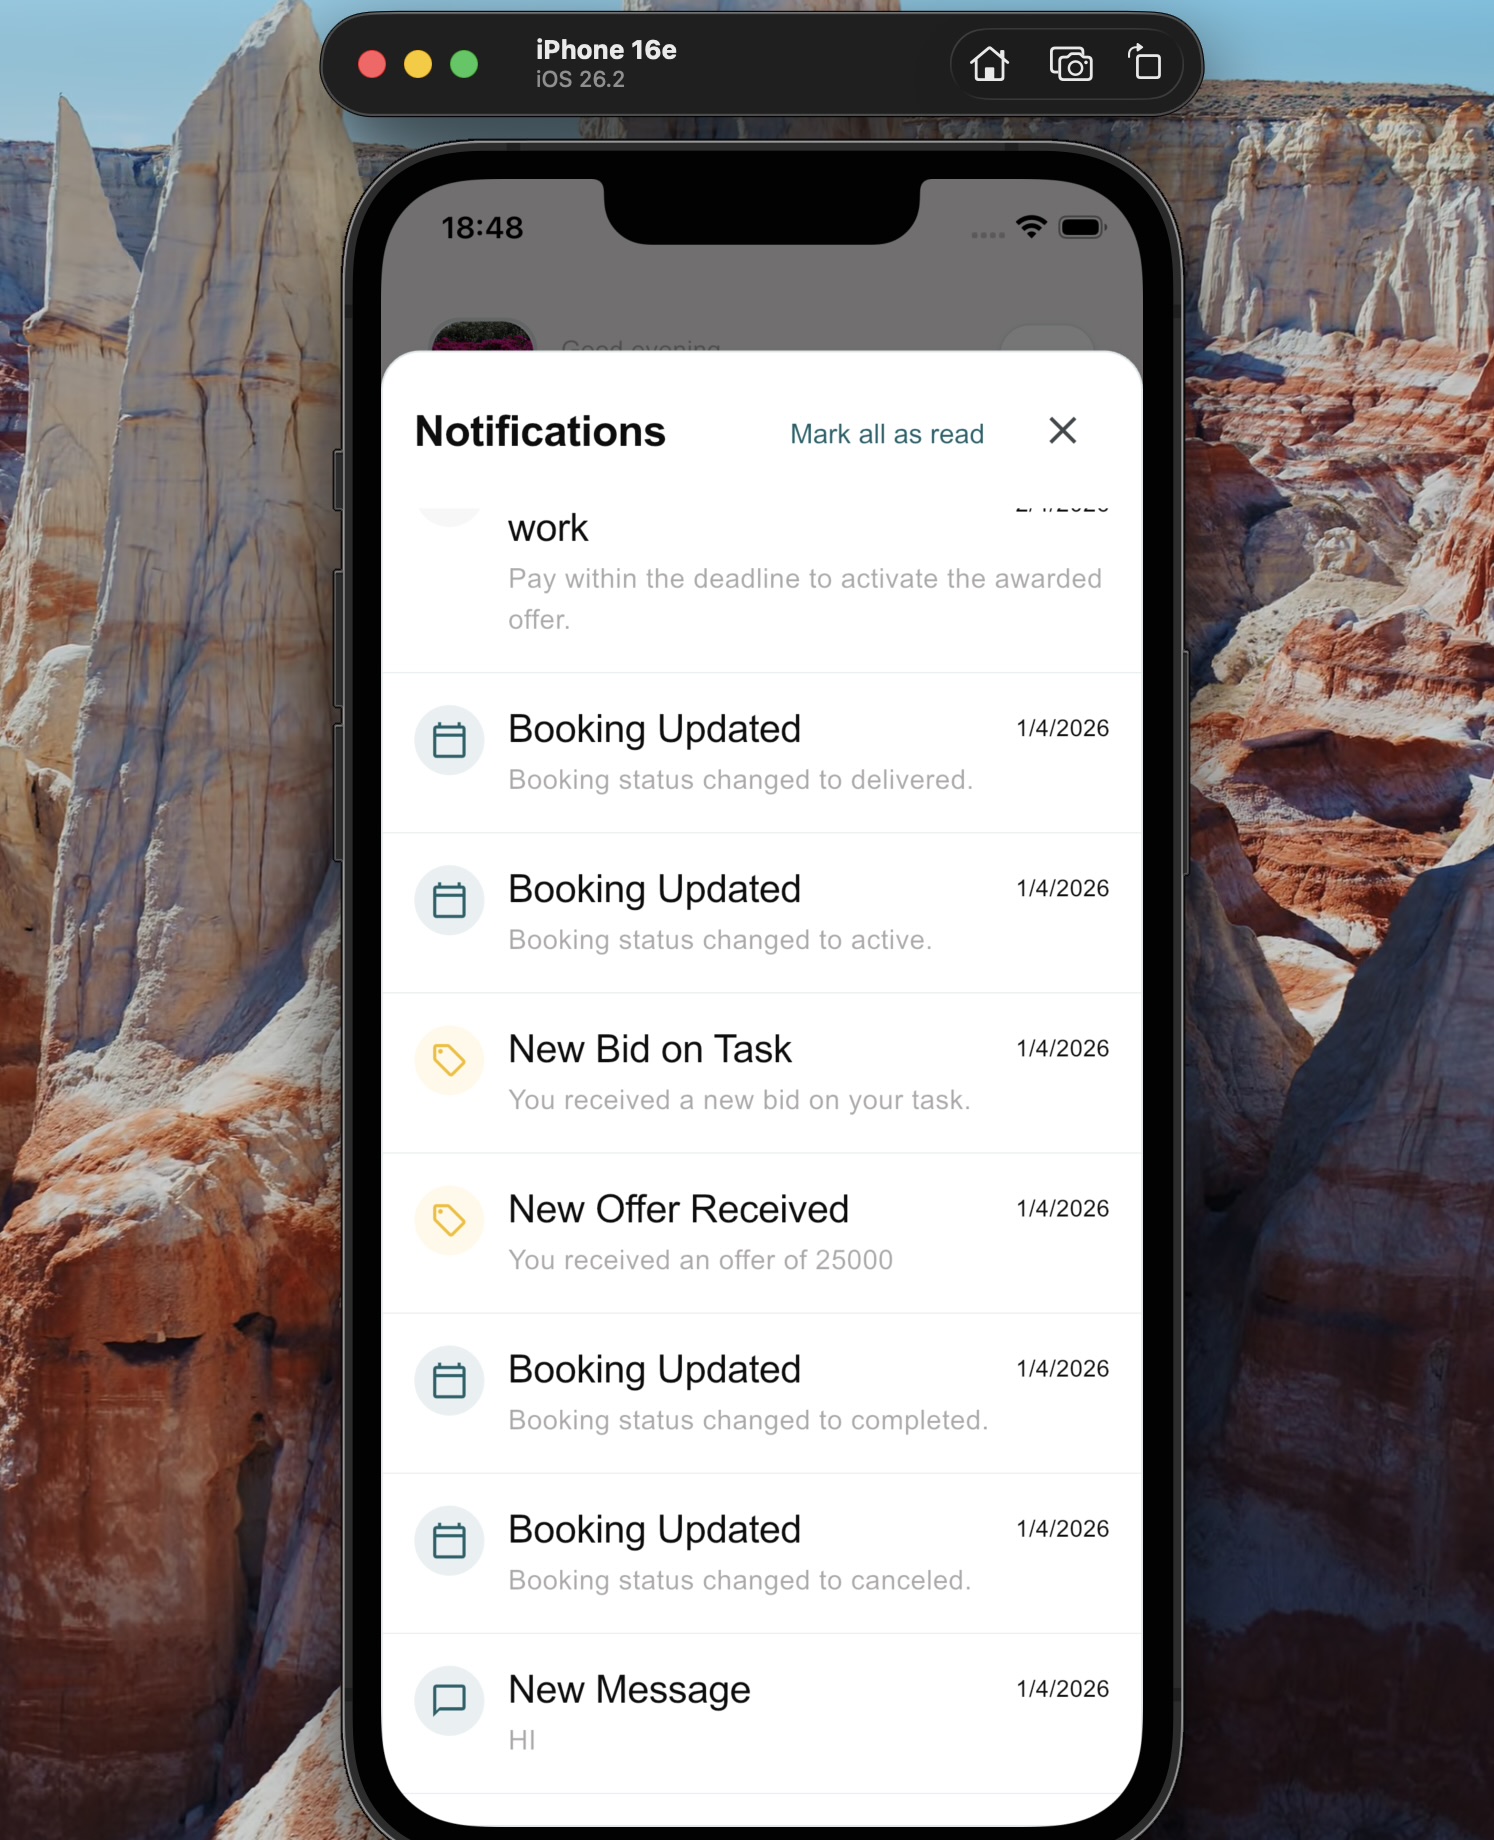 iPhone 16e
iOS 26.2
18:48
Good evening
Notifications
Mark all as read
work
Pay within the deadline to activate the awarded
offer.
Booking Updated
1/4/2026
Booking status changed to delivered.
Booking Updated
1/4/2026
Booking status changed to active.
New Bid on Task
1/4/2026
You received a new bid on your task.
New Offer Received
1/4/2026
You received an offer of 25000
Booking Updated
1/4/2026
Booking status changed to completed.
Booking Updated
1/4/2026
Booking status changed to canceled.
New Message
1/4/2026
HI